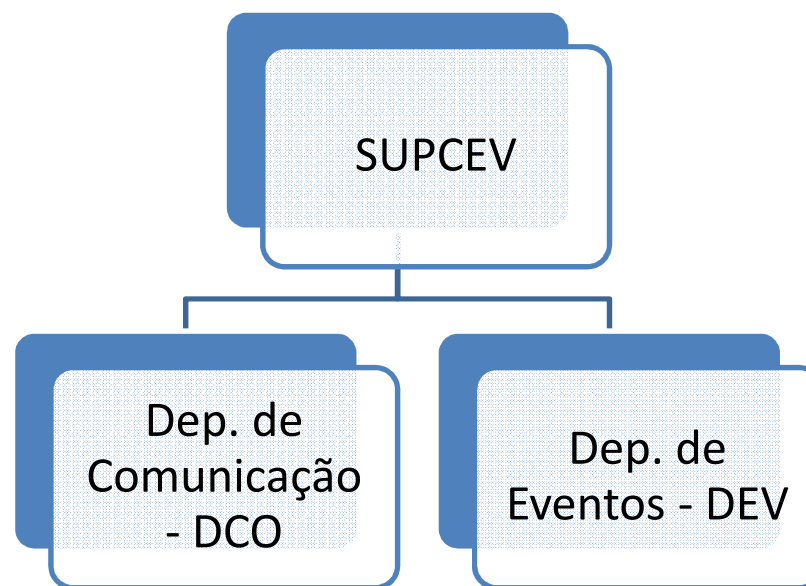 SUPCEV
Dep. de
Comunicação
- DCO
Dep. de
Eventos - DEV